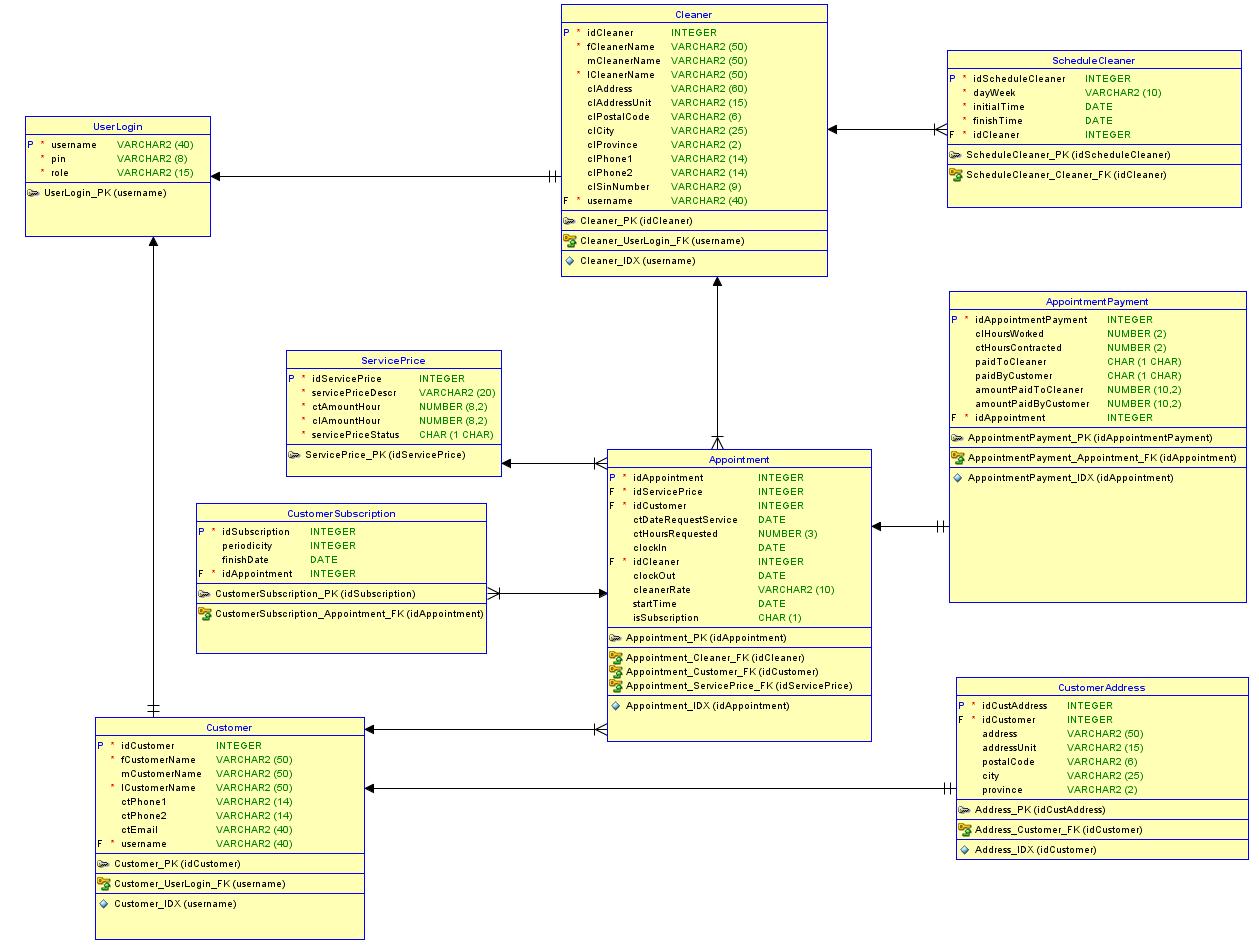 Cleaner
P * idCleaner INTEGER
* fCleanerName VARCHAR2 (50)
mCleanerName VARCHAR2 (50)
* lCleanerName VARCHAR2 (50)
clAddress VARCHAR2 (60)
clAddressUnit VARCHAR2 (15)
clPostalCode VARCHAR2 (6)
clCity VARCHAR2 (25)
clProvince VARCHAR2 (2)
clPhone1 VARCHAR2 (14)
clPhone2 VARCHAR2 (14)
clSinNumber VARCHAR2 (9)
F * username VARCHAR2 (40)
Cleaner_PK (idCleaner)
Cleaner_UserLogin_FK (username)
Cleaner_IDX (username)
ScheduleCleaner
P * idScheduleCleaner INTEGER
* dayWeek VARCHAR2 (10)
* initialTime DATE
* finishTime DATE
F * idCleaner INTEGER
ScheduleCleaner_PK (idScheduleCleaner)
ScheduleCleaner_Cleaner_FK (idCleaner)
UserLogin
P * username VARCHAR2 (40)
* pin VARCHAR2 (8)
* role VARCHAR2 (15)
UserLogin_PK (username)
AppointmentPayment
P * idAppointmentPayment INTEGER
clHoursWorked NUMBER (2)
ctHoursContracted NUMBER (2)
paidToCleaner CHAR (1 CHAR)
paidByCustomer CHAR (1 CHAR)
amountPaidToCleaner NUMBER (10,2)
amountPaidByCustomer NUMBER (10,2)
F * idAppointment INTEGER
AppointmentPayment_PK (idAppointmentPayment)
AppointmentPayment_Appointment_FK (idAppointment)
AppointmentPayment_IDX (idAppointment)
ServicePrice
P * idServicePrice INTEGER
* servicePriceDescr VARCHAR2 (20)
* ctAmountHour NUMBER (8,2)
* clAmountHour NUMBER (8,2)
* servicePriceStatus CHAR (1 CHAR)
ServicePrice_PK (idServicePrice)
Appointment
P * idAppointment INTEGER
F * idServicePrice INTEGER
F * idCustomer INTEGER
ctDateRequestService DATE
ctHoursRequested NUMBER (3)
clockIn DATE
F * idCleaner INTEGER
clockOut DATE
cleanerRate VARCHAR2 (10)
startTime DATE
isSubscription CHAR (1)
Appointment_PK (idAppointment)
Appointment_Cleaner_FK (idCleaner)
Appointment_Customer_FK (idCustomer)
Appointment_ServicePrice_FK (idServicePrice)
Appointment_IDX (idAppointment)
CustomerSubscription
P * idSubscription INTEGER
periodicity INTEGER
finishDate DATE
F * idAppointment INTEGER
CustomerSubscription_PK (idSubscription)
CustomerSubscription_Appointment_FK (idAppointment)
CustomerAddress
P * idCustAddress INTEGER
F * idCustomer INTEGER
address VARCHAR2 (50)
addressUnit VARCHAR2 (15)
postalCode VARCHAR2 (6)
city VARCHAR2 (25)
province VARCHAR2 (2)
Address_PK (idCustAddress)
Address_Customer_FK (idCustomer)
Address_IDX (idCustomer)
Customer
P * idCustomer INTEGER
* fCustomerName VARCHAR2 (50)
mCustomerName VARCHAR2 (50)
* lCustomerName VARCHAR2 (50)
ctPhone1 VARCHAR2 (14)
ctPhone2 VARCHAR2 (14)
ctEmail VARCHAR2 (40)
F * username VARCHAR2 (40)
Customer_PK (idCustomer)
Customer_UserLogin_FK (username)
Customer_IDX (username)